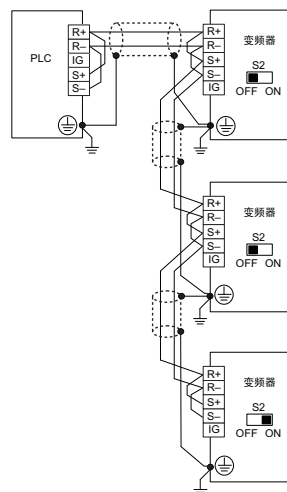 PLC
R+
R–
IG
S+
S–
R+
R–
S+
S–
IG
变频器
S2
OFF ON
R+
R–
S+
S–
IG
变频器
S2
OFF ON
R+
R–
S+
S–
IG
变频器
S2
OFF ON